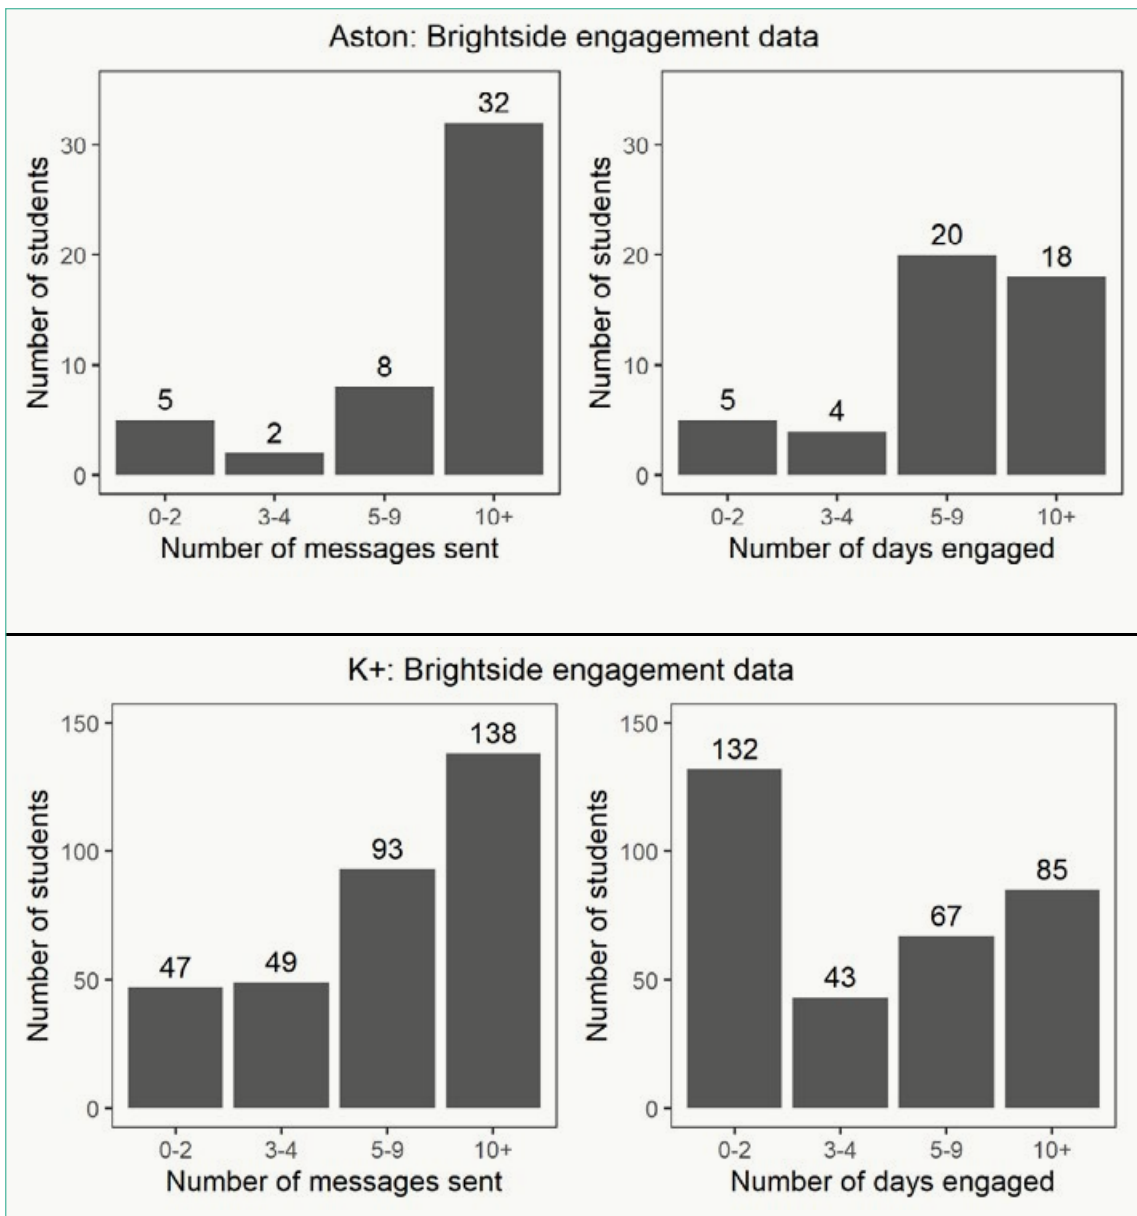 Aston: Brightside engagement data
Number of students
30
20
10
0
5
2
8
32
0-2 3-4 5-9 10+
Number of messages sent
Number of students
30
20
10
0
5
4
20
18
0-2 3-4 5-9 10+
Number of days engaged
K+: Brightside engagement data
Number of students
150
100
50
0
47
49
93
138
0-2 3-4 5-9 10+
Number of messages sent
Number of students
150
100
50
0
132
43
67
85
0-2 3-4 5-9 10+
Number of days engaged